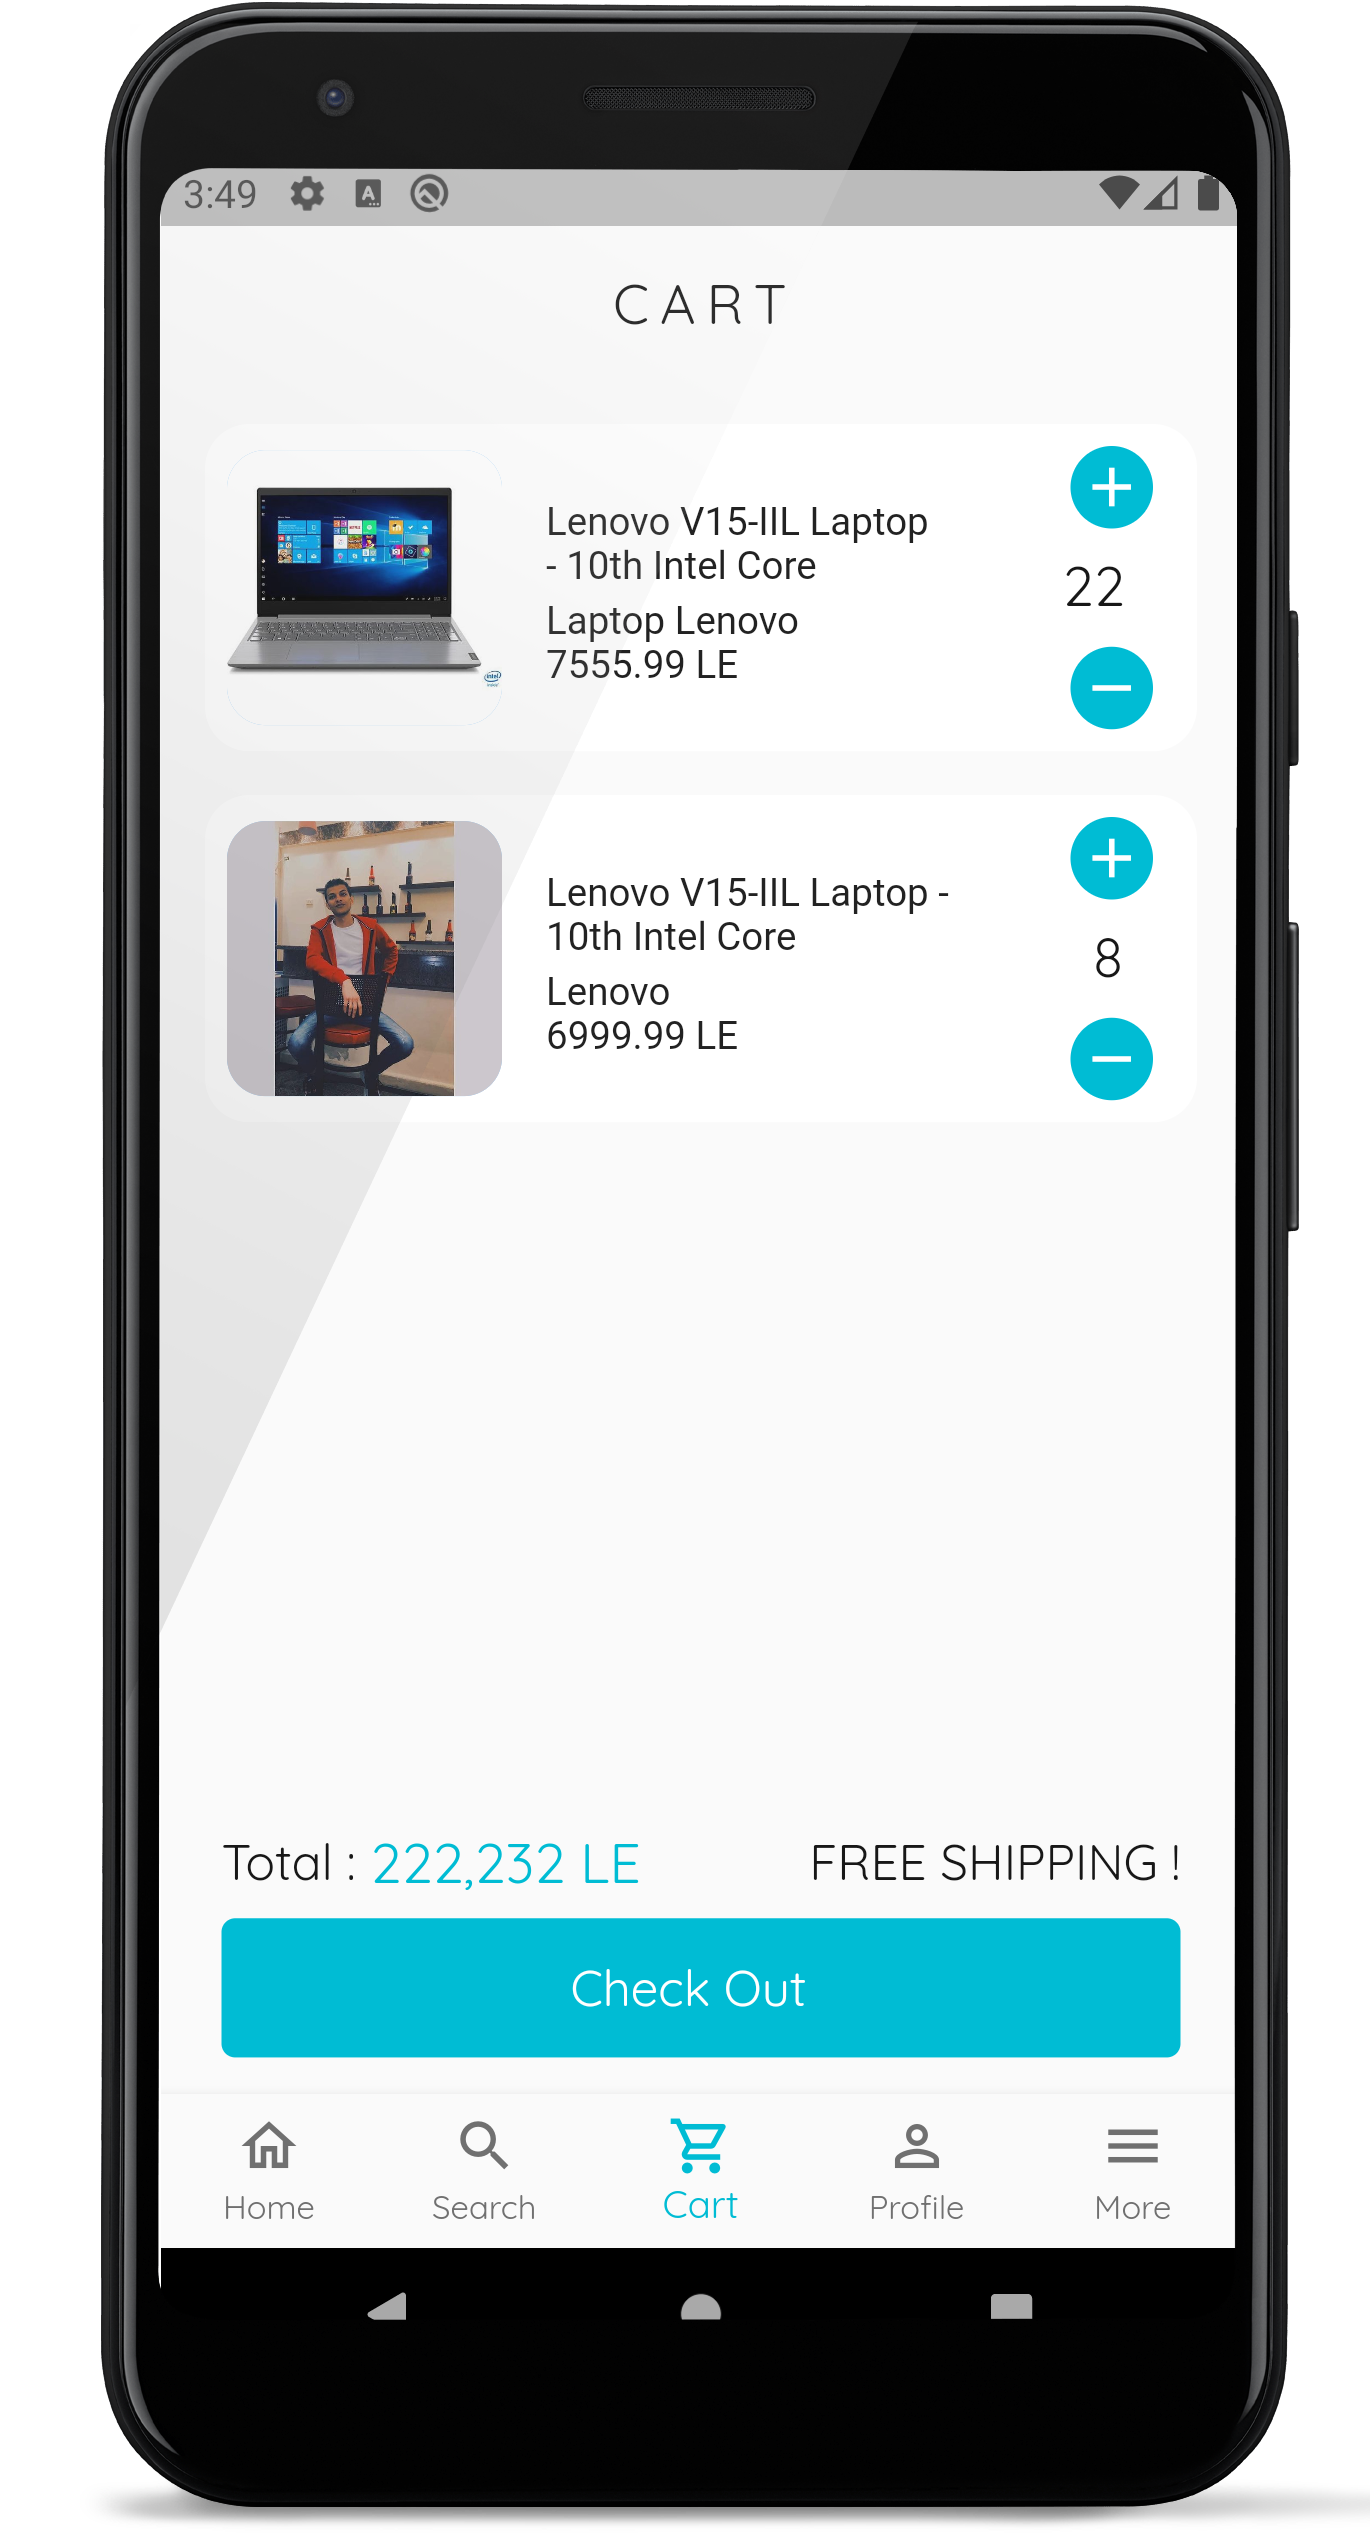 3:49
CART
Lenovo V15-IIL Laptop
- 10th Intel Core
Laptop Lenovo
7555.99 LE
22
intel
Lenovo V15-IIL Laptop -
10th Intel Core
Lenovo
6999.99 LE
8
Total : 222,232 LE FREE SHIPPING !
Check Out
Home Search Cart Profile More